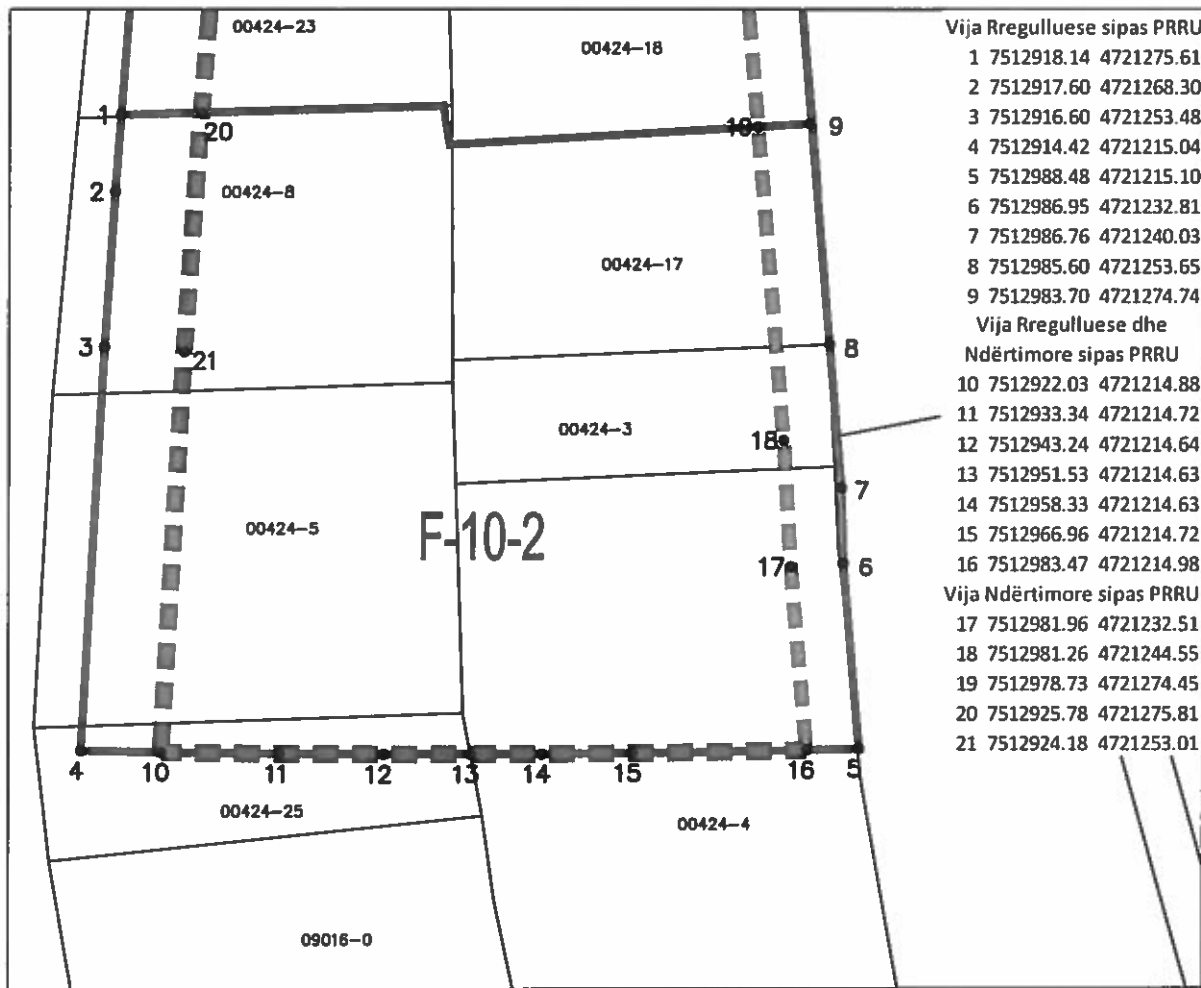 00424-23
00424-18
1
20
19
9
2
00424-8
00424-17
3
21
8
00424-3
18
7
00424-5
F-10-2
17
6
4
10
11
12
13
14
15
16
5
00424-25
00424-4
09016-0
Vija Rregulluese sipas PRRU
1 7512918.14 4721275.61
2 7512917.60 4721268.30
3 7512916.60 4721253.48
4 7512914.42 4721215.04
5 7512988.48 4721215.10
6 7512986.95 4721232.81
7 7512986.76 4721240.03
8 7512985.60 4721253.65
9 7512983.70 4721274.74
Vija Rregulluese dhe
Ndërtimore sipas PRRU
10 7512922.03 4721214.88
11 7512933.34 4721214.72
12 7512943.24 4721214.64
13 7512951.53 4721214.63
14 7512958.33 4721214.63
15 7512966.96 4721214.72
16 7512983.47 4721214.98
Vija Ndërtimore sipas PRRU
17 7512981.96 4721232.51
18 7512981.26 4721244.55
19 7512978.73 4721274.45
20 7512925.78 4721275.81
21 7512924.18 4721253.01